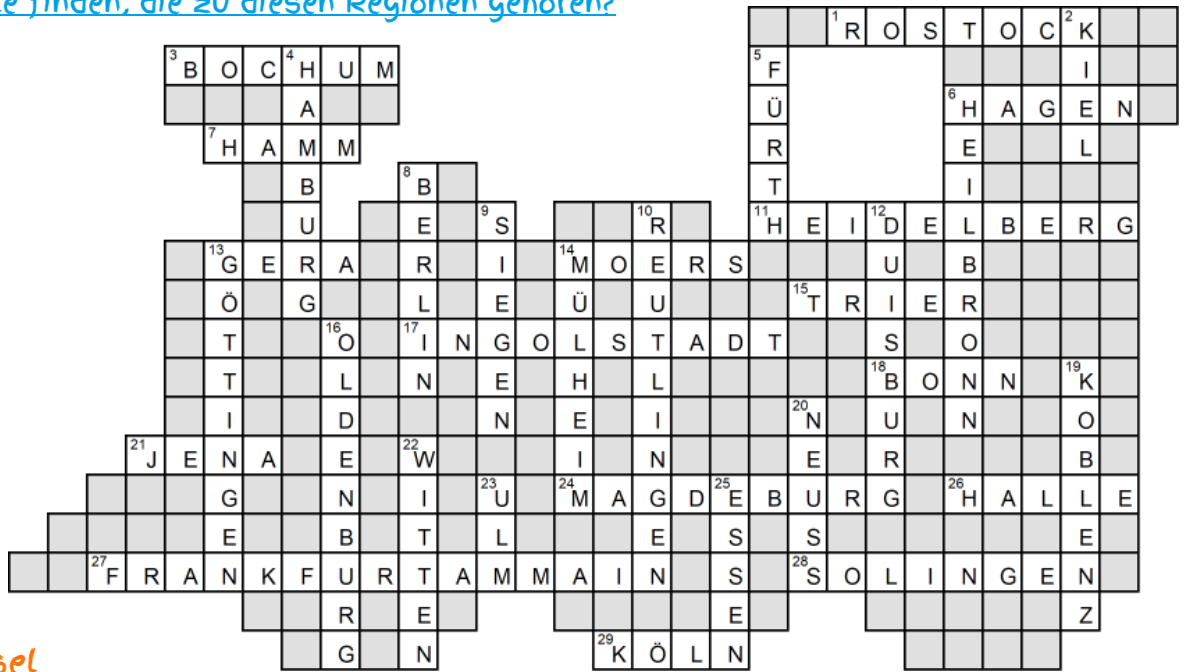 finden, die zu diesen Regionen gehören?
1 R O S T O C 2 K
3 B O C 4 H U M 5 F I
A Ü 6 H A G E N
7 H A M M R E L
B 8 B T I
U E 9 S 10 R 11 H E I 12 D E L B E R G
13 G E R A R I 14 M O E R S U B
Ö G L E Ü U 15 T R I E R
T 16 O 17 I N G O L S T A D T S O
T L N E H L 18 B O N N 19 K
I D N E I 20 N U N O
21 J E N A E 22 W I N E R B
G N I 23 U 24 M A G D 25 E B U R G 26 H A L L E
E B T L E S S E
27 F R A N K F U R T A M M A I N S 28 S O L I N G E N
R E E Z
G N 29 K Ö L N